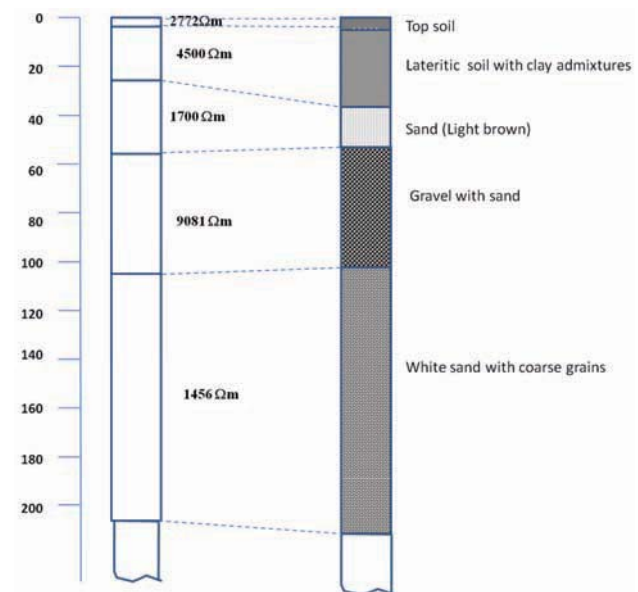 0
20
40
60
80
100
120
140
160
180
200
2772Ωm
4500 Ωm
1700 Ωm
9081 Ωm
1456 Ωm
Top soil
Lateritic soil with clay admixtures
Sand (Light brown)
Gravel with sand
White sand with coarse grains